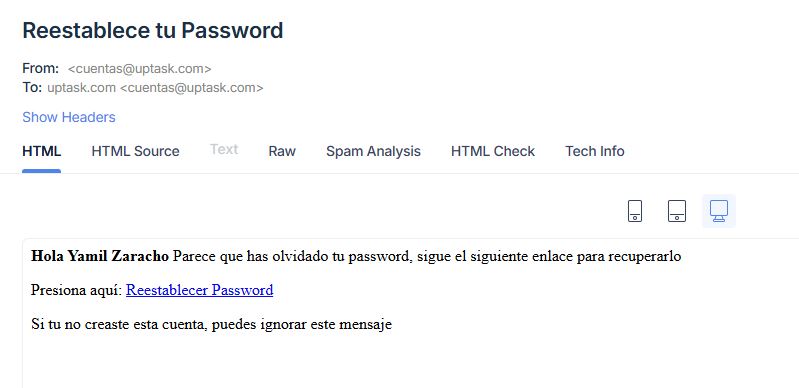 Reestablece tu Password
From: <cuentas@uptask.com>
To: uptask.com <cuentas@uptask.com>
Show Headers
HTML HTML Source Text Raw Spam Analysis HTML Check Tech Info
Hola Yamil Zaracho Parece que has olvidado tu password, sigue el siguiente enlace para recuperarlo
Presiona aquí: Reestablecer Password
Si tu no creaste esta cuenta, puedes ignorar este mensaje